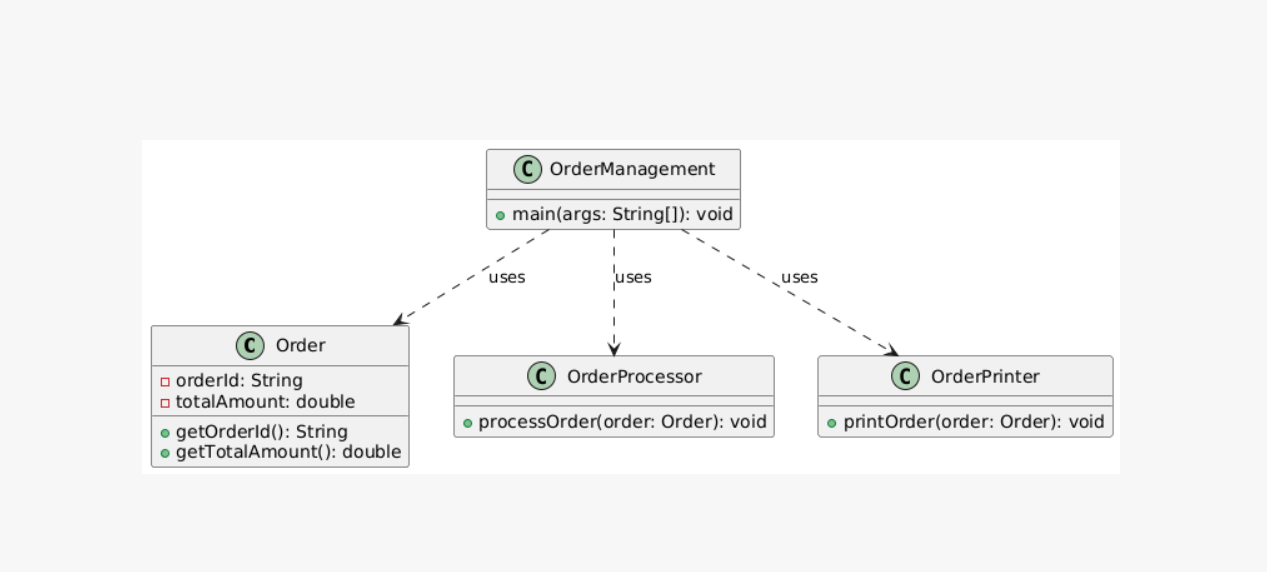 C OrderManagement
main(args: String[]): void
uses
uses
uses
C Order
orderId: String
totalAmount: double
getOrderId(): String
getTotalAmount(): double
C OrderProcessor
processOrder(order: Order): void
C OrderPrinter
printOrder(order: Order): void